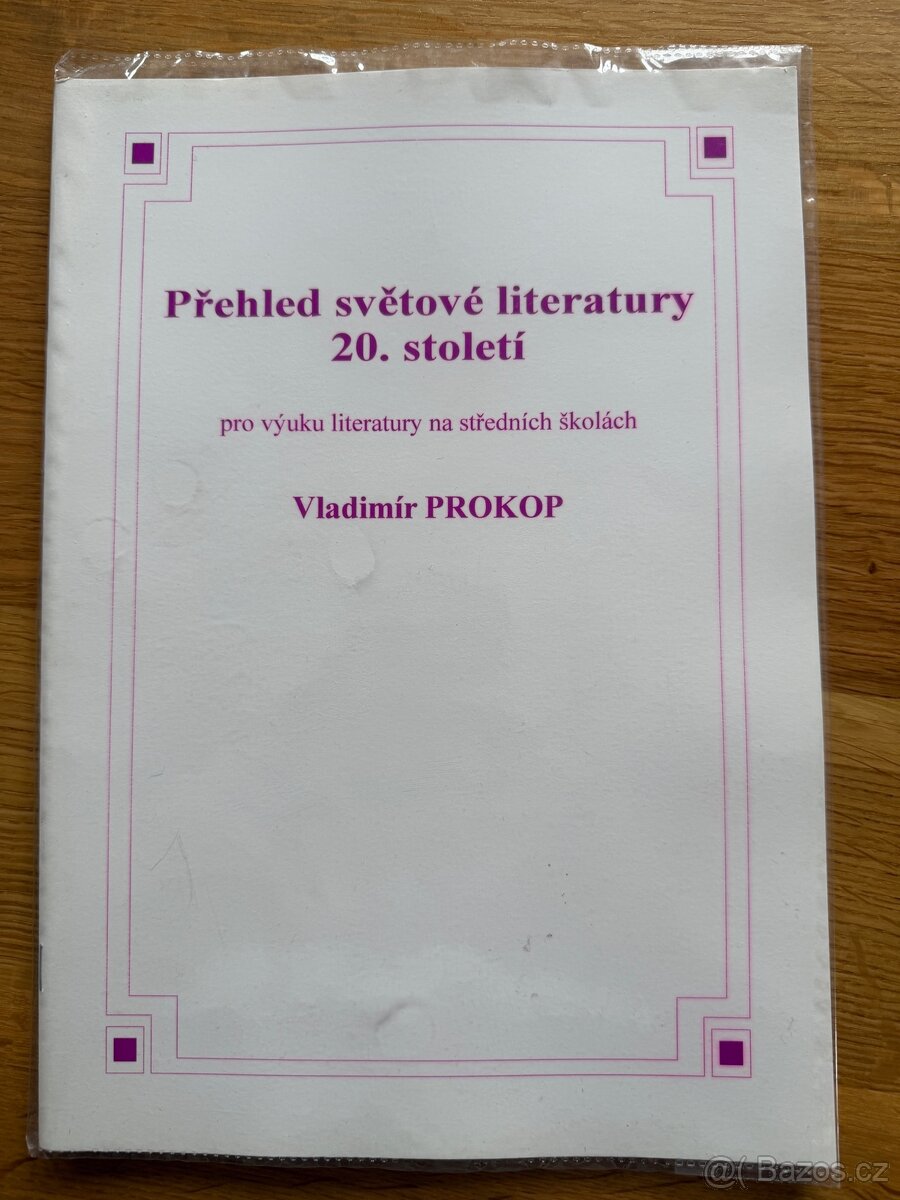 Přehled světové literatury
20. století
pro výuku literatury na středních školách
Vladimír PROKOP
@( Bazos.cz